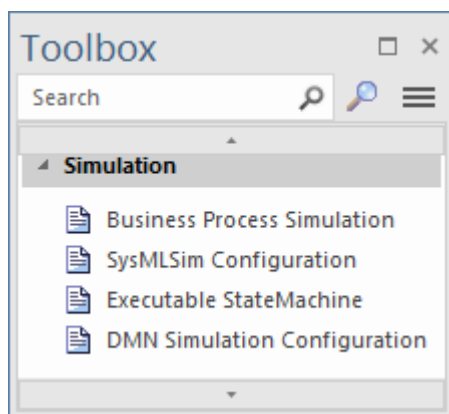 Toolbox
Search
Simulation
Business Process Simulation
SysMLSim Configuration
Executable StateMachine
DMN Simulation Configuration